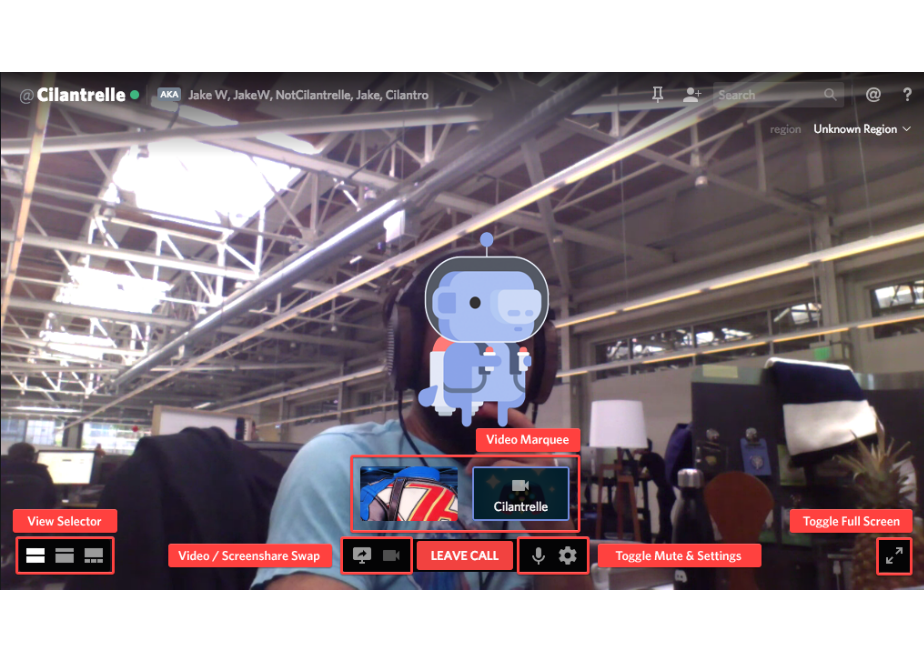 @Cilantrelle AKA Jake W, JakeW, NotCilantrelle, Jake, Cilantro Search @ ?
region Unknown Region
Video Marquee
Cilantrelle
View Selector
Toggle Full Screen
Video / Screenshare Swap
LEAVE CALL
Toggle Mute & Settings